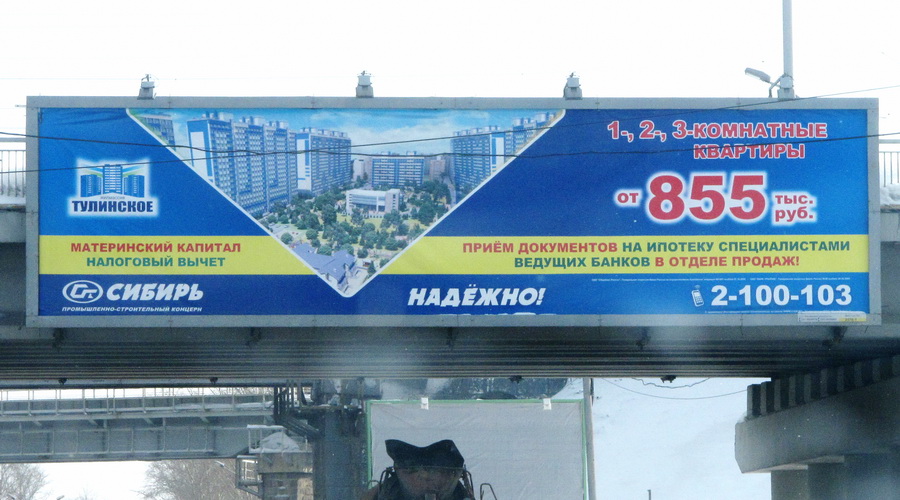 1-, 2-, 3-КОМНАТНЫЕ
КВАРТИРЫ
от 855 тыс. руб.
ТУЛИНСКОЕ
МАТЕРИНСКИЙ КАПИТАЛ
НАЛОГОВЫЙ ВЫЧЕТ
ПРИЁМ ДОКУМЕНТОВ НА ИПОТЕКУ СПЕЦИАЛИСТАМИ
ВЕДУЩИХ БАНКОВ В ОТДЕЛЕ ПРОДАЖ!
СИБИРЬ
ПРОМЫШЛЕННО-СТРОИТЕЛЬНЫЙ КОНЦЕРН
НАДЁЖНО!
2-100-103